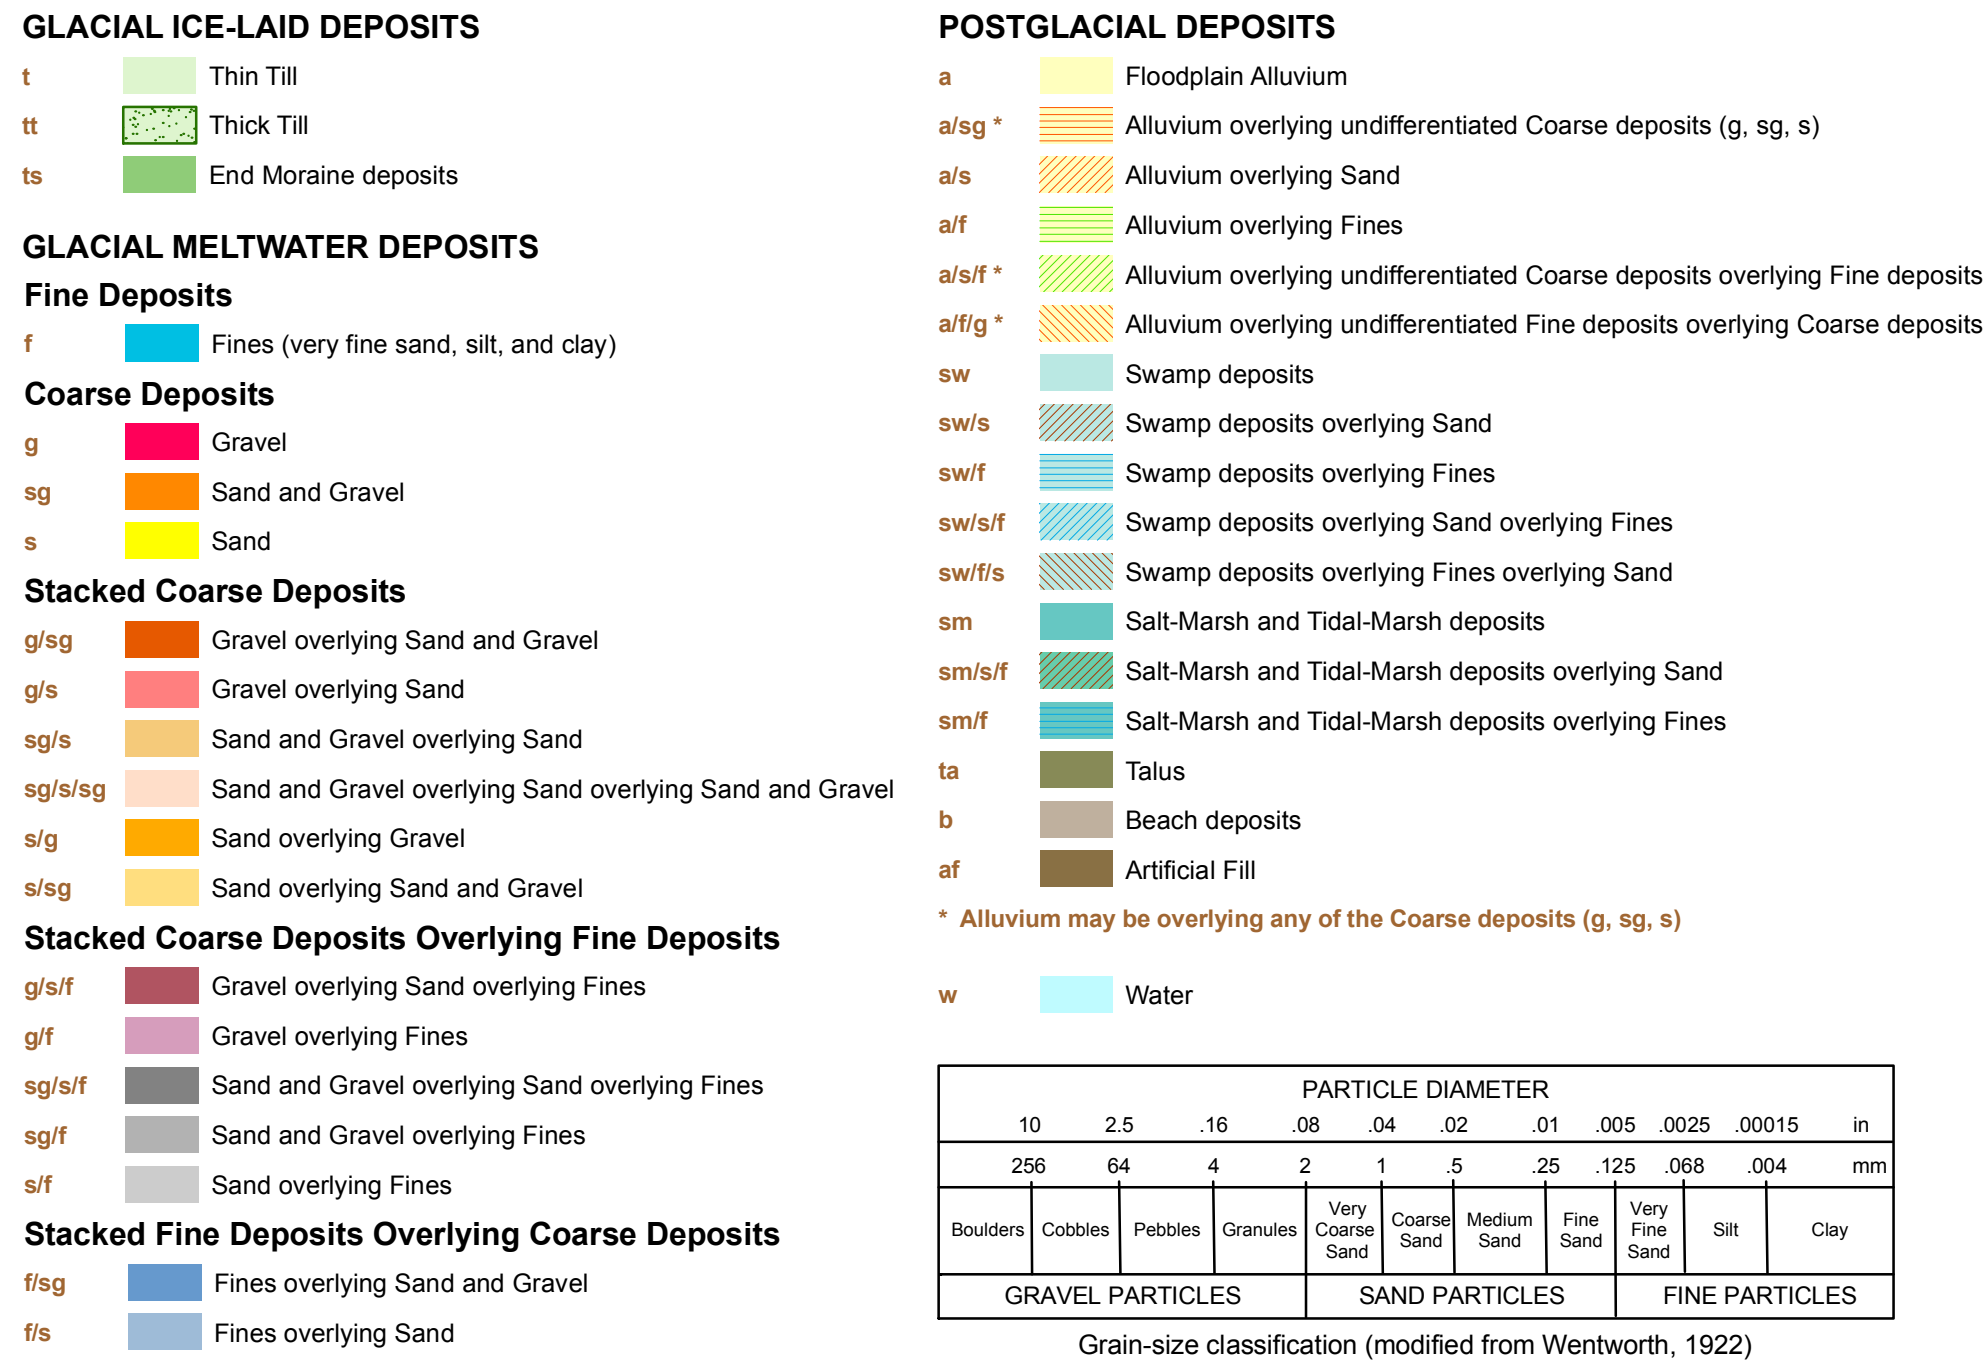 GLACIAL ICE-LAID DEPOSITS
t Thin Till
tt Thick Till
ts End Moraine deposits
GLACIAL MELTWATER DEPOSITS
Fine Deposits
f Fines (very fine sand, silt, and clay)
Coarse Deposits
g Gravel
sg Sand and Gravel
s Sand
Stacked Coarse Deposits
g/sg Gravel overlying Sand and Gravel
g/s Gravel overlying Sand
sg/s Sand and Gravel overlying Sand
sg/s/sg Sand and Gravel overlying Sand overlying Sand and Gravel
s/g Sand overlying Gravel
s/sg Sand overlying Sand and Gravel
Stacked Coarse Deposits Overlying Fine Deposits
g/s/f Gravel overlying Sand overlying Fines
g/f Gravel overlying Fines
sg/s/f Sand and Gravel overlying Sand overlying Fines
sg/f Sand and Gravel overlying Fines
s/f Sand overlying Fines
Stacked Fine Deposits Overlying Coarse Deposits
f/sg Fines overlying Sand and Gravel
f/s Fines overlying Sand
POSTGLACIAL DEPOSITS
a Floodplain Alluvium
a/sg * Alluvium overlying undifferentiated Coarse deposits (g, sg, s)
a/s Alluvium overlying Sand
a/f Alluvium overlying Fines
a/s/f * Alluvium overlying undifferentiated Coarse deposits overlying Fine deposits
a/f/g * Alluvium overlying undifferentiated Fine deposits overlying Coarse deposits
sw Swamp deposits
sw/s Swamp deposits overlying Sand
sw/f Swamp deposits overlying Fines
sw/s/f Swamp deposits overlying Sand overlying Fines
sw/f/s Swamp deposits overlying Fines overlying Sand
sm Salt-Marsh and Tidal-Marsh deposits
sm/s/f Salt-Marsh and Tidal-Marsh deposits overlying Sand
sm/f Salt-Marsh and Tidal-Marsh deposits overlying Fines
ta Talus
b Beach deposits
af Artificial Fill
* Alluvium may be overlying any of the Coarse deposits (g, sg, s)
w Water
PARTICLE DIAMETER
10 2.5 .16 .08 .04 .02 .01 .005 .0025 .00015 in
256 64 4 2 1 .5 .25 .125 .068 .004 mm
Boulders Cobbles Pebbles Granules Very Coarse Sand Coarse Sand Medium Sand Fine Sand Very Fine Sand Silt Clay
GRAVEL PARTICLES SAND PARTICLES FINE PARTICLES
Grain-size classification (modified from Wentworth, 1922)